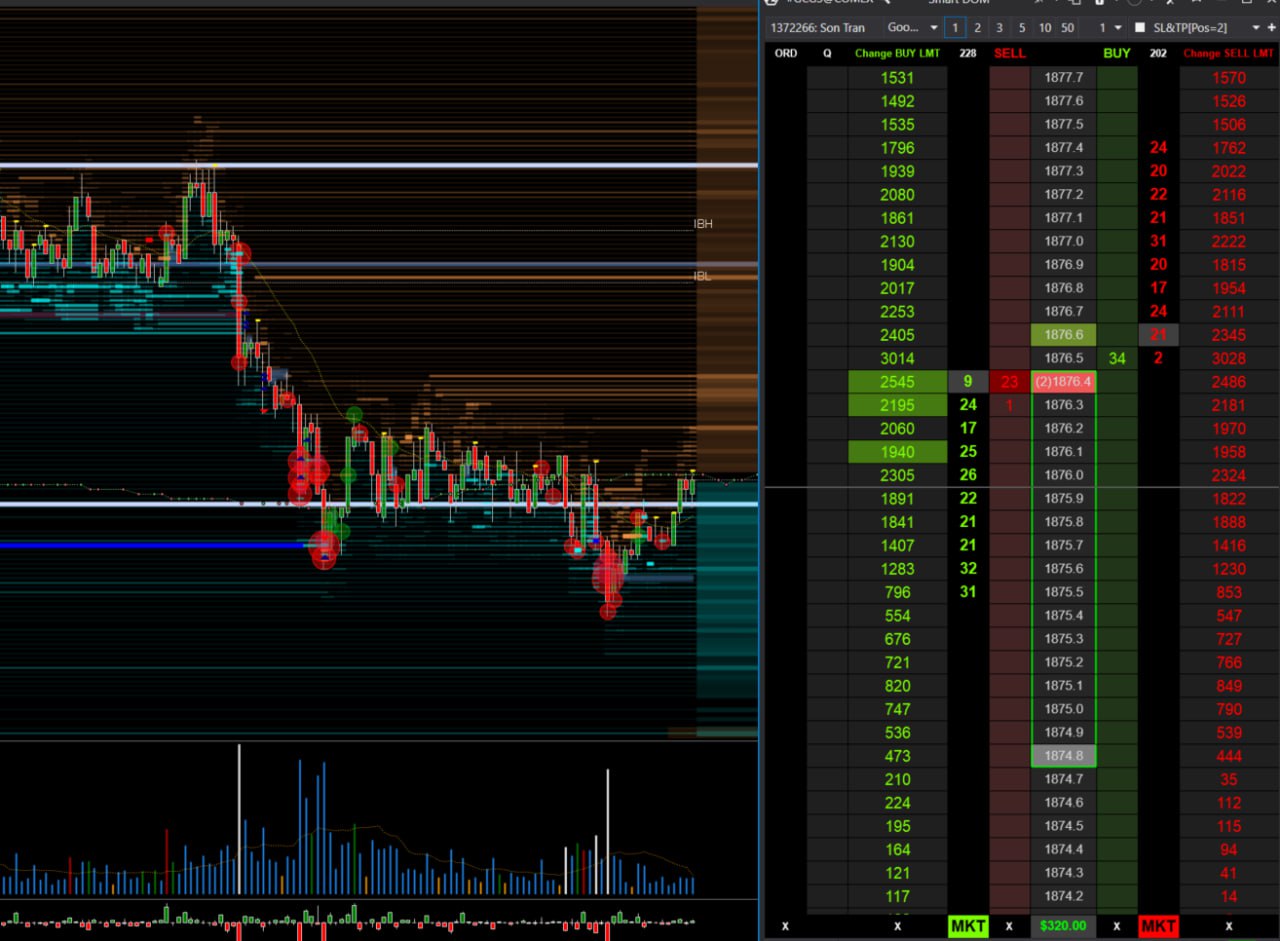 #GCQ3@COMEX
Smart DOM
1372266: Son Tran Goo... 1 2 3 5 10 50 1 SL&TP[Pos=2] +
ORD Q Change BUY LMT 228 SELL BUY 202 Change SELL LMT
1531 1877.7 1570
1492 1877.6 1526
1535 1877.5 1506
1796 1877.4 24 1762
1939 1877.3 20 2022
2080 1877.2 22 2116
1861 1877.1 21 1851
2130 1877.0 31 2222
1904 1876.9 20 1815
2017 1876.8 17 1954
2253 1876.7 24 2111
2405 1876.6 21 2345
3014 1876.5 34 2 3028
2545 9 23 (2)1876.4 2486
2195 24 1 1876.3 2181
2060 17 1876.2 1970
1940 25 1876.1 1958
2305 26 1876.0 2324
1891 22 1875.9 1822
1841 21 1875.8 1888
1407 21 1875.7 1416
1283 32 1875.6 1230
796 31 1875.5 853
554 1875.4 547
676 1875.3 727
721 1875.2 766
820 1875.1 849
747 1875.0 790
536 1874.9 539
473 1874.8 444
210 1874.7 35
224 1874.6 112
195 1874.5 115
164 1874.4 94
121 1874.3 41
117 1874.2 14
x x MKT x $320.00 x MKT x
IBH
IBL